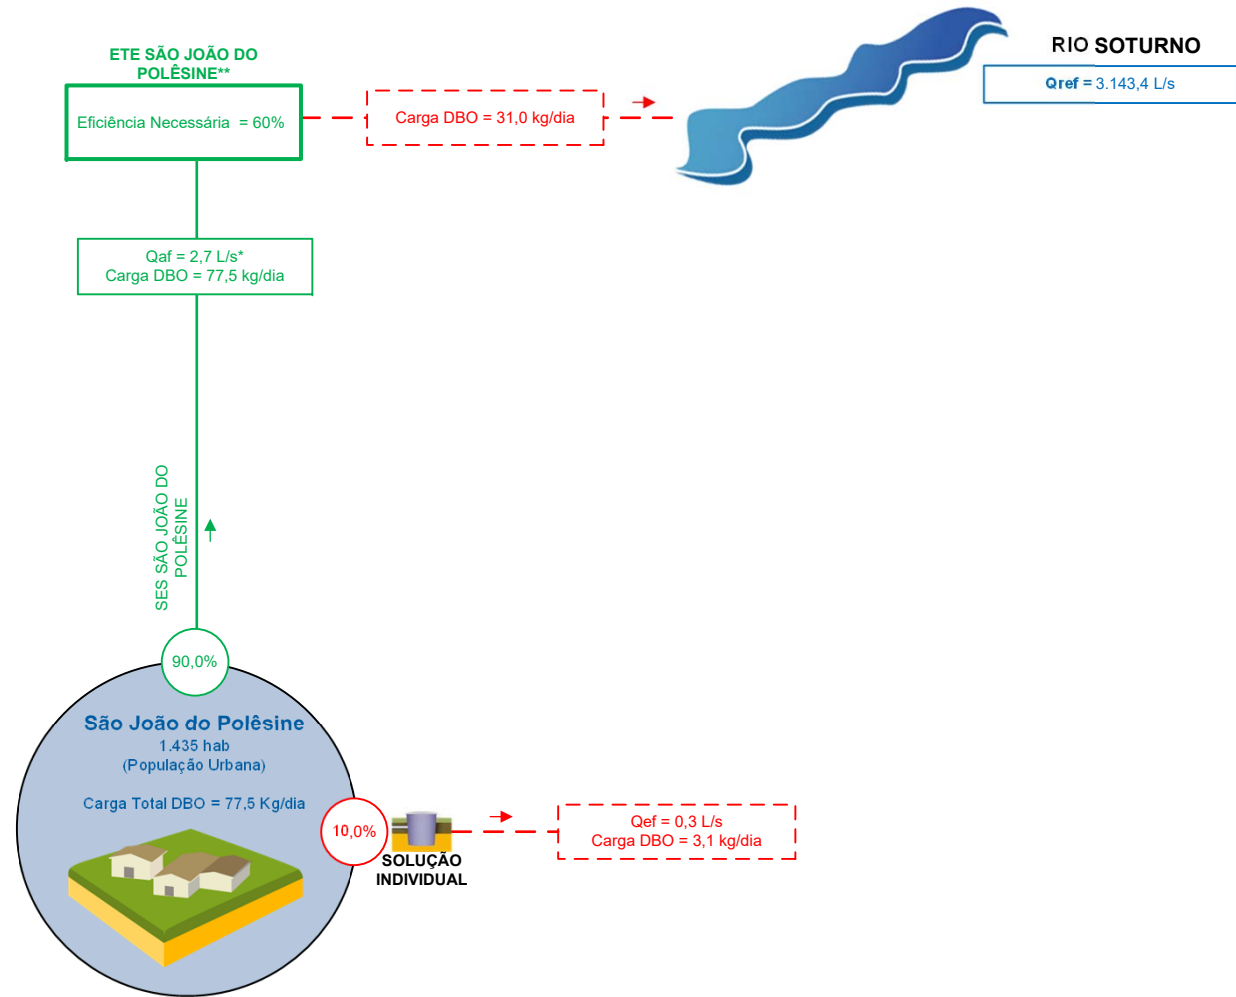 ETE SÃO JOÃO DO
POLÊSINE**
Eficiência Necessária = 60%
Carga DBO = 31,0 kg/dia
RIO SOTURNO
Qref = 3.143,4 L/s
Qaf = 2,7 L/s*
Carga DBO = 77,5 kg/dia
SES SÃO JOÃO DO
POLÊSINE
90,0%
São João do Polêsine
1.435 hab
(População Urbana)
Carga Total DBO = 77,5 Kg/dia
10,0%
SOLUÇÃO
INDIVIDUAL
Qef = 0,3 L/s
Carga DBO = 3,1 kg/dia